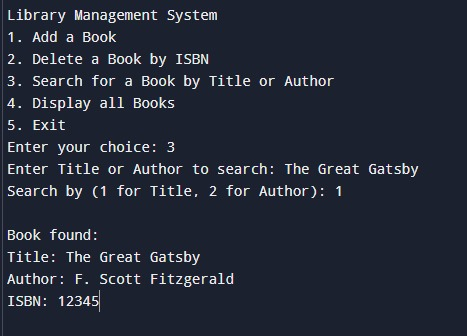 Library Management System
1. Add a Book
2. Delete a Book by ISBN
3. Search for a Book by Title or Author
4. Display all Books
5. Exit
Enter your choice: 3
Enter Title or Author to search: The Great Gatsby
Search by (1 for Title, 2 for Author): 1
Book found:
Title: The Great Gatsby
Author: F. Scott Fitzgerald
ISBN: 12345